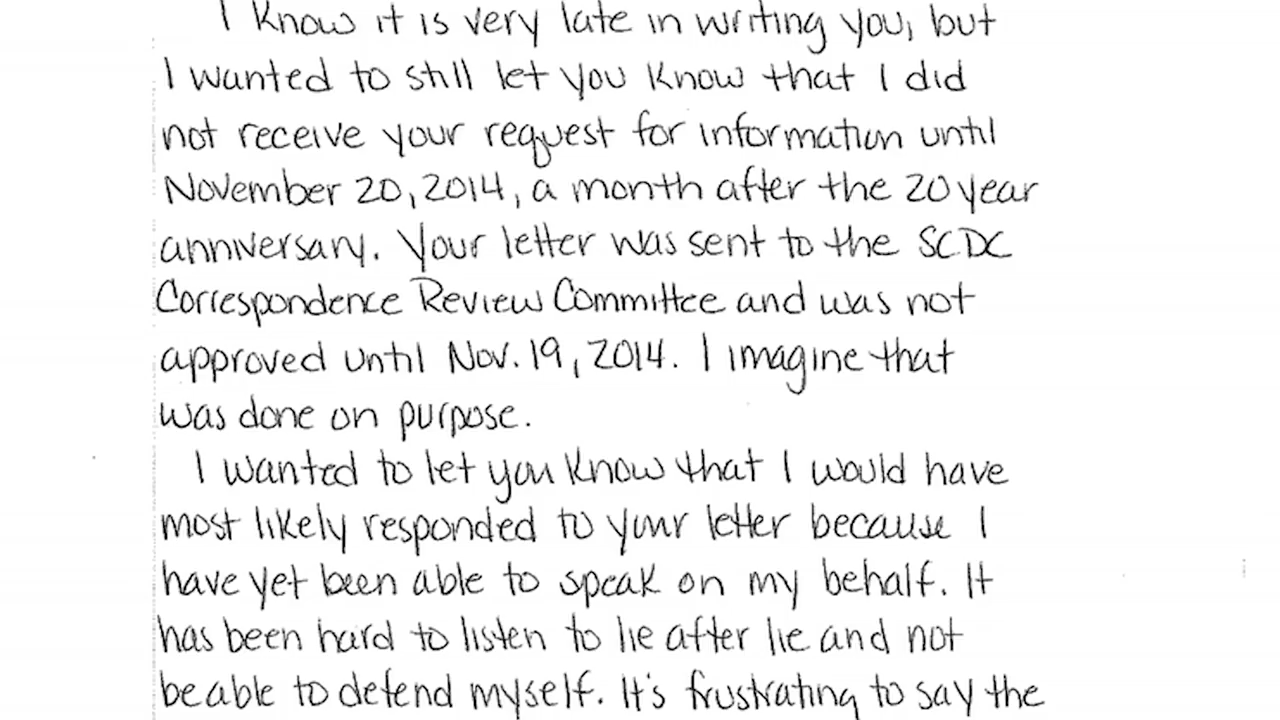 I know it is very late in writing you, but
I wanted to still let you know that I did
not receive your request for information until
November 20, 2014, a month after the 20 year
anniversary. Your letter was sent to the SCDC
Correspondence Review Committee and was not
approved until Nov. 19, 2014. I imagine that
was done on purpose.
I wanted to let you know that I would have
most likely responded to your letter because I
have yet been able to speak on my behalf. It
has been hard to listen to lie after lie and not
be able to defend myself. It's frustrating to say the